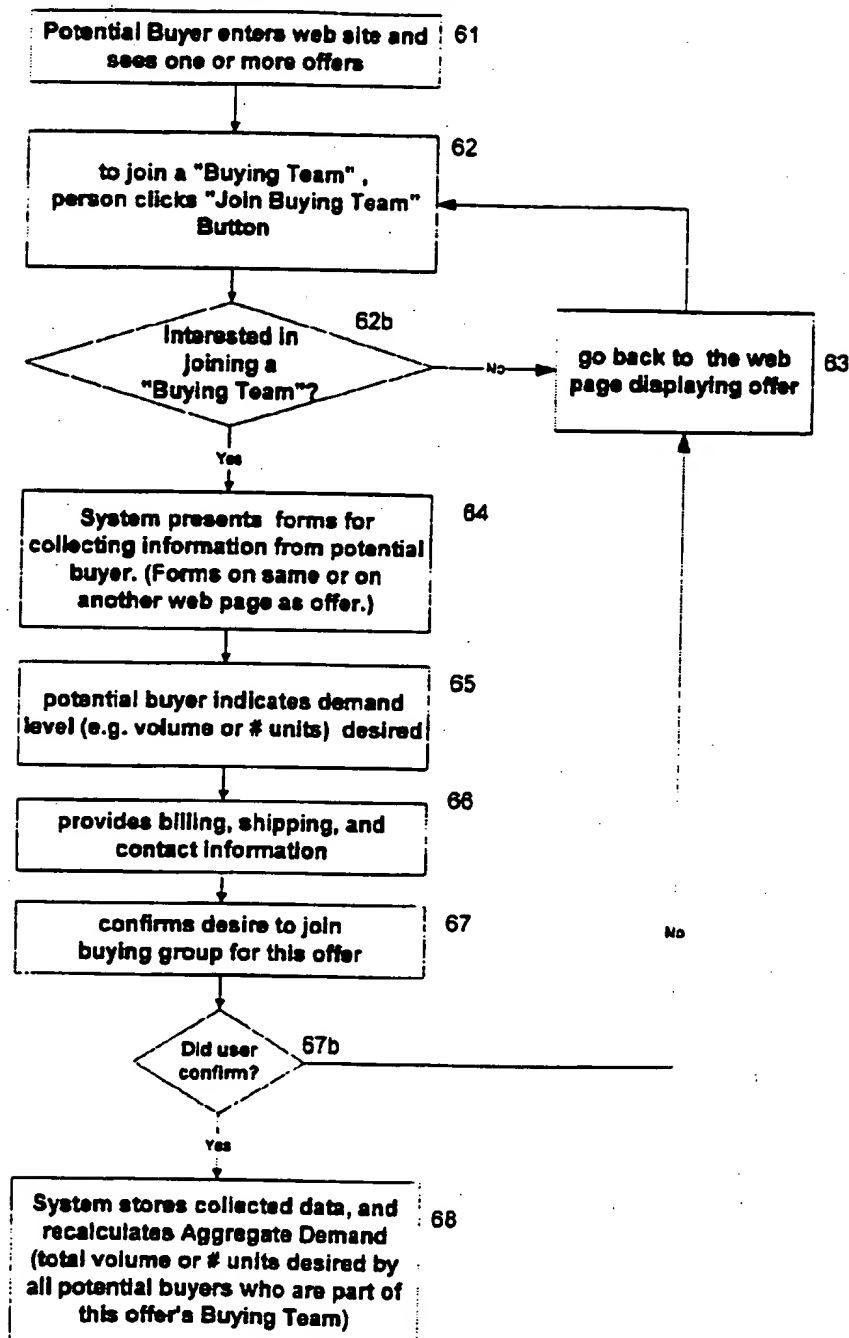 Potential Buyer enters web site and
sees one or more offers
61
62
to join a "Buying Team" ,
person clicks "Join Buying Team"
Button
62b
Interested in
joining a
"Buying Team"?
No
go back to the web
page displaying offer
63
Yes
System presents forms for
collecting information from potential
buyer. (Forms on same or on
another web page as offer.)
64
potential buyer indicates demand
level (e.g. volume or # units) desired
65
provides billing, shipping, and
contact information
66
confirms desire to join
buying group for this offer
67
No
Did user
confirm?
67b
Yes
System stores collected data, and
recalculates Aggregate Demand
(total volume or # units desired by
all potential buyers who are part of
this offer's Buying Team)
68